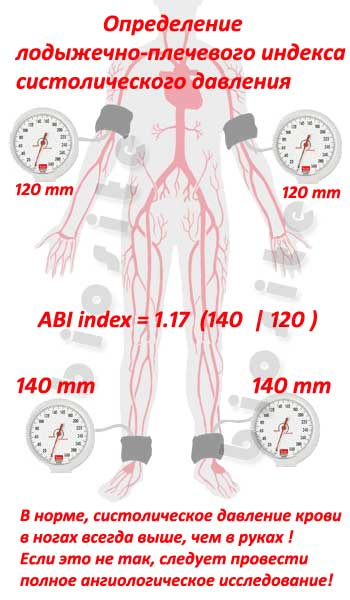 Определение
лодыжечно-плечевого индекса
систолического давления
120 mm
120 mm
ABI index = 1.17 (140 | 120 )
140 mm
140 mm
biosite
biosite
В норме, систолическое давление крови
в ногах всегда выше, чем в руках !
Если это не так, следует провести
полное ангиологическое исследование!